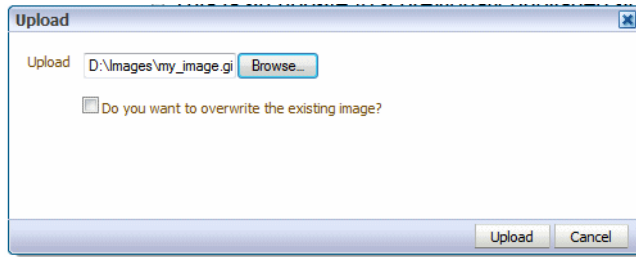 Upload
Upload D:\Images\my_image.gi Browse...
Do you want to overwrite the existing image?
Upload Cancel